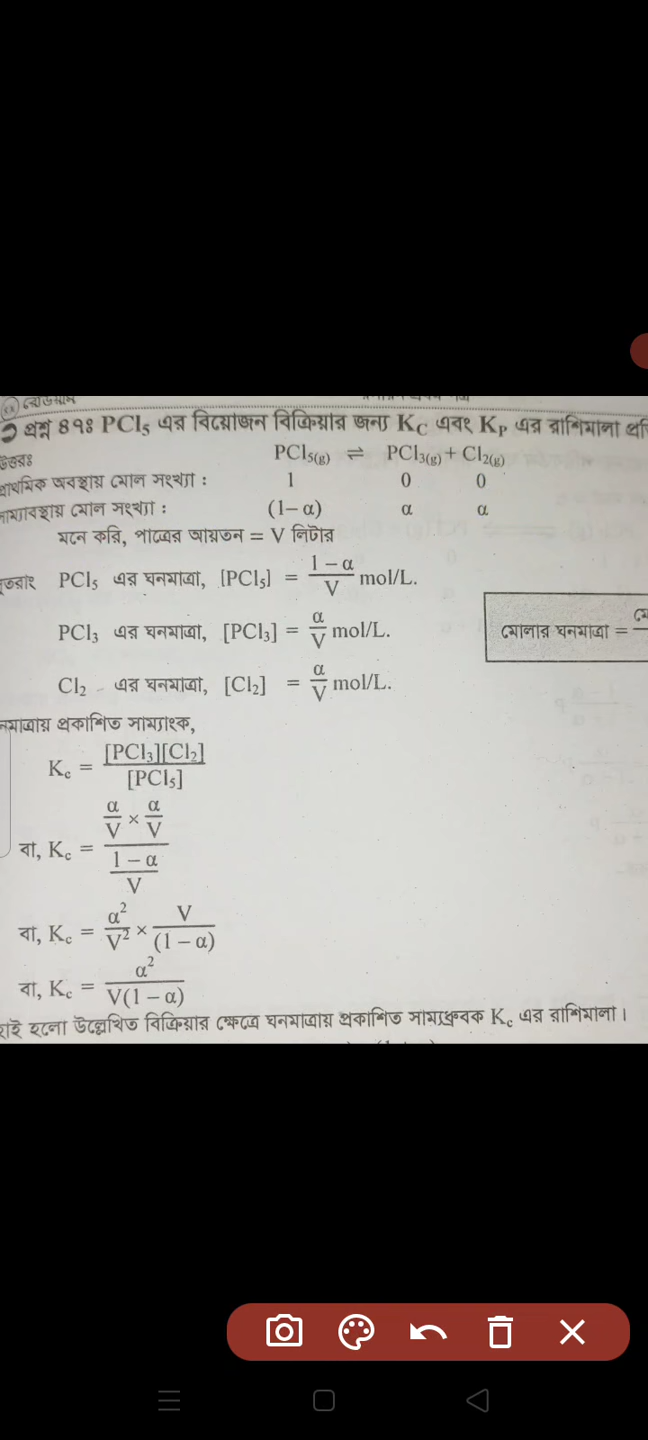 প্রশ্ন ৪৭ঃ PCl₅ এর বিয়োজন বিক্রিয়ার জন্য K_C এবং K_P এর রাশিমালা
PCl₅(g) ⇌ PCl₃(g) + Cl₂(g)
প্রাথমিক অবস্থায় মোল সংখ্যা : 1 0 0
সাম্যাবস্থায় মোল সংখ্যা : (1–α) α α
মনে করি, পাত্রের আয়তন = V লিটার
সুতরাং PCl₅ এর ঘনমাত্রা, [PCl₅] = (1 – α)/V mol/L.
PCl₃ এর ঘনমাত্রা, [PCl₃] = α/V mol/L.
মোলার ঘনমাত্রা =
Cl₂ এর ঘনমাত্রা, [Cl₂] = α/V mol/L.
ঘনমাত্রায় প্রকাশিত সাম্যাংক,
K_c = [PCl₃][Cl₂]/[PCl₅]
বা, K_c = (α/V × α/V)/((1 – α)/V)
বা, K_c = α²/V² × V/(1 – α)
বা, K_c = α²/V(1 – α)
হলো উল্লেখিত বিক্রিয়ার ক্ষেত্রে ঘনমাত্রায় প্রকাশিত সাম্যধ্রুবক K_c এর রাশিমালা।